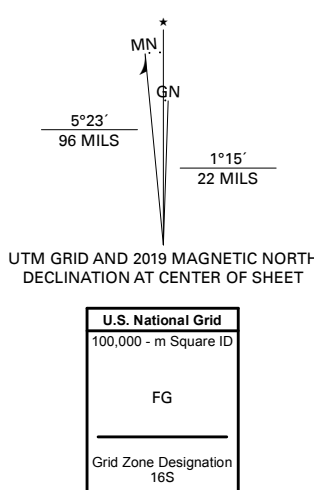 ★
MN
GN
5°23´
96 MILS
1°15´
22 MILS
UTM GRID AND 2019 MAGNETIC NORTH
DECLINATION AT CENTER OF SHEET
U.S. National Grid
100,000 - m Square ID
FG
Grid Zone Designation
16S